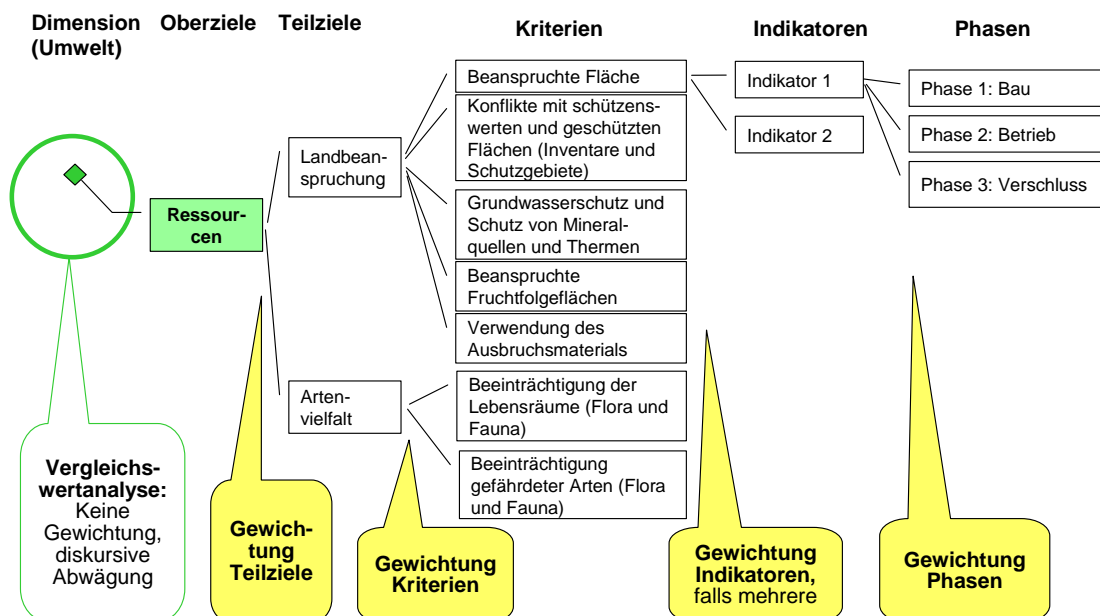 Dimension
(Umwelt)
Oberziele
Teilziele
Kriterien
Indikatoren
Phasen
Ressour-
cen
Landbean-
spruchung
Arten-
vielfalt
Beanspruchte Fläche
Konflikte mit schützens-
werten und geschützten
Flächen (Inventare und
Schutzgebiete)
Grundwasserschutz und
Schutz von Mineral-
quellen und Thermen
Beanspruchte
Fruchtfolgeflächen
Verwendung des
Ausbruchsmaterials
Beeinträchtigung der
Lebensräume (Flora und
Fauna)
Beeinträchtigung
gefährdeter Arten (Flora
und Fauna)
Indikator 1
Indikator 2
Phase 1: Bau
Phase 2: Betrieb
Phase 3: Verschluss
Vergleichs-
wertanalyse:
Keine
Gewichtung,
diskursive
Abwägung
Gewich-
tung
Teilziele
Gewichtung
Kriterien
Gewichtung
Indikatoren,
falls mehrere
Gewichtung
Phasen